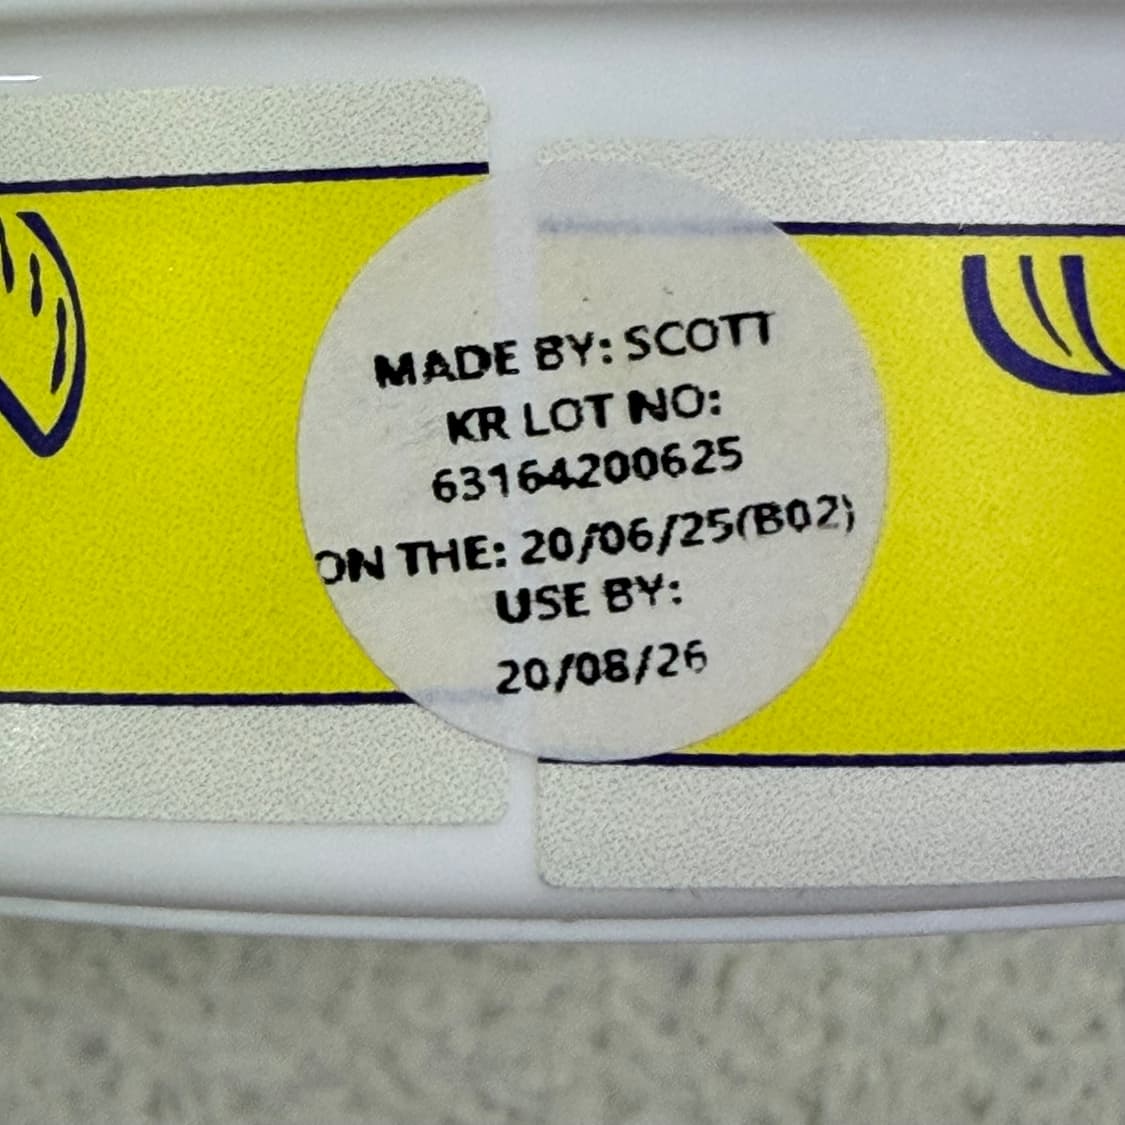 MADE BY: SCOTT
KR LOT NO:
63164200625
ON THE: 20/06/25(B02)
USE BY:
20/08/26